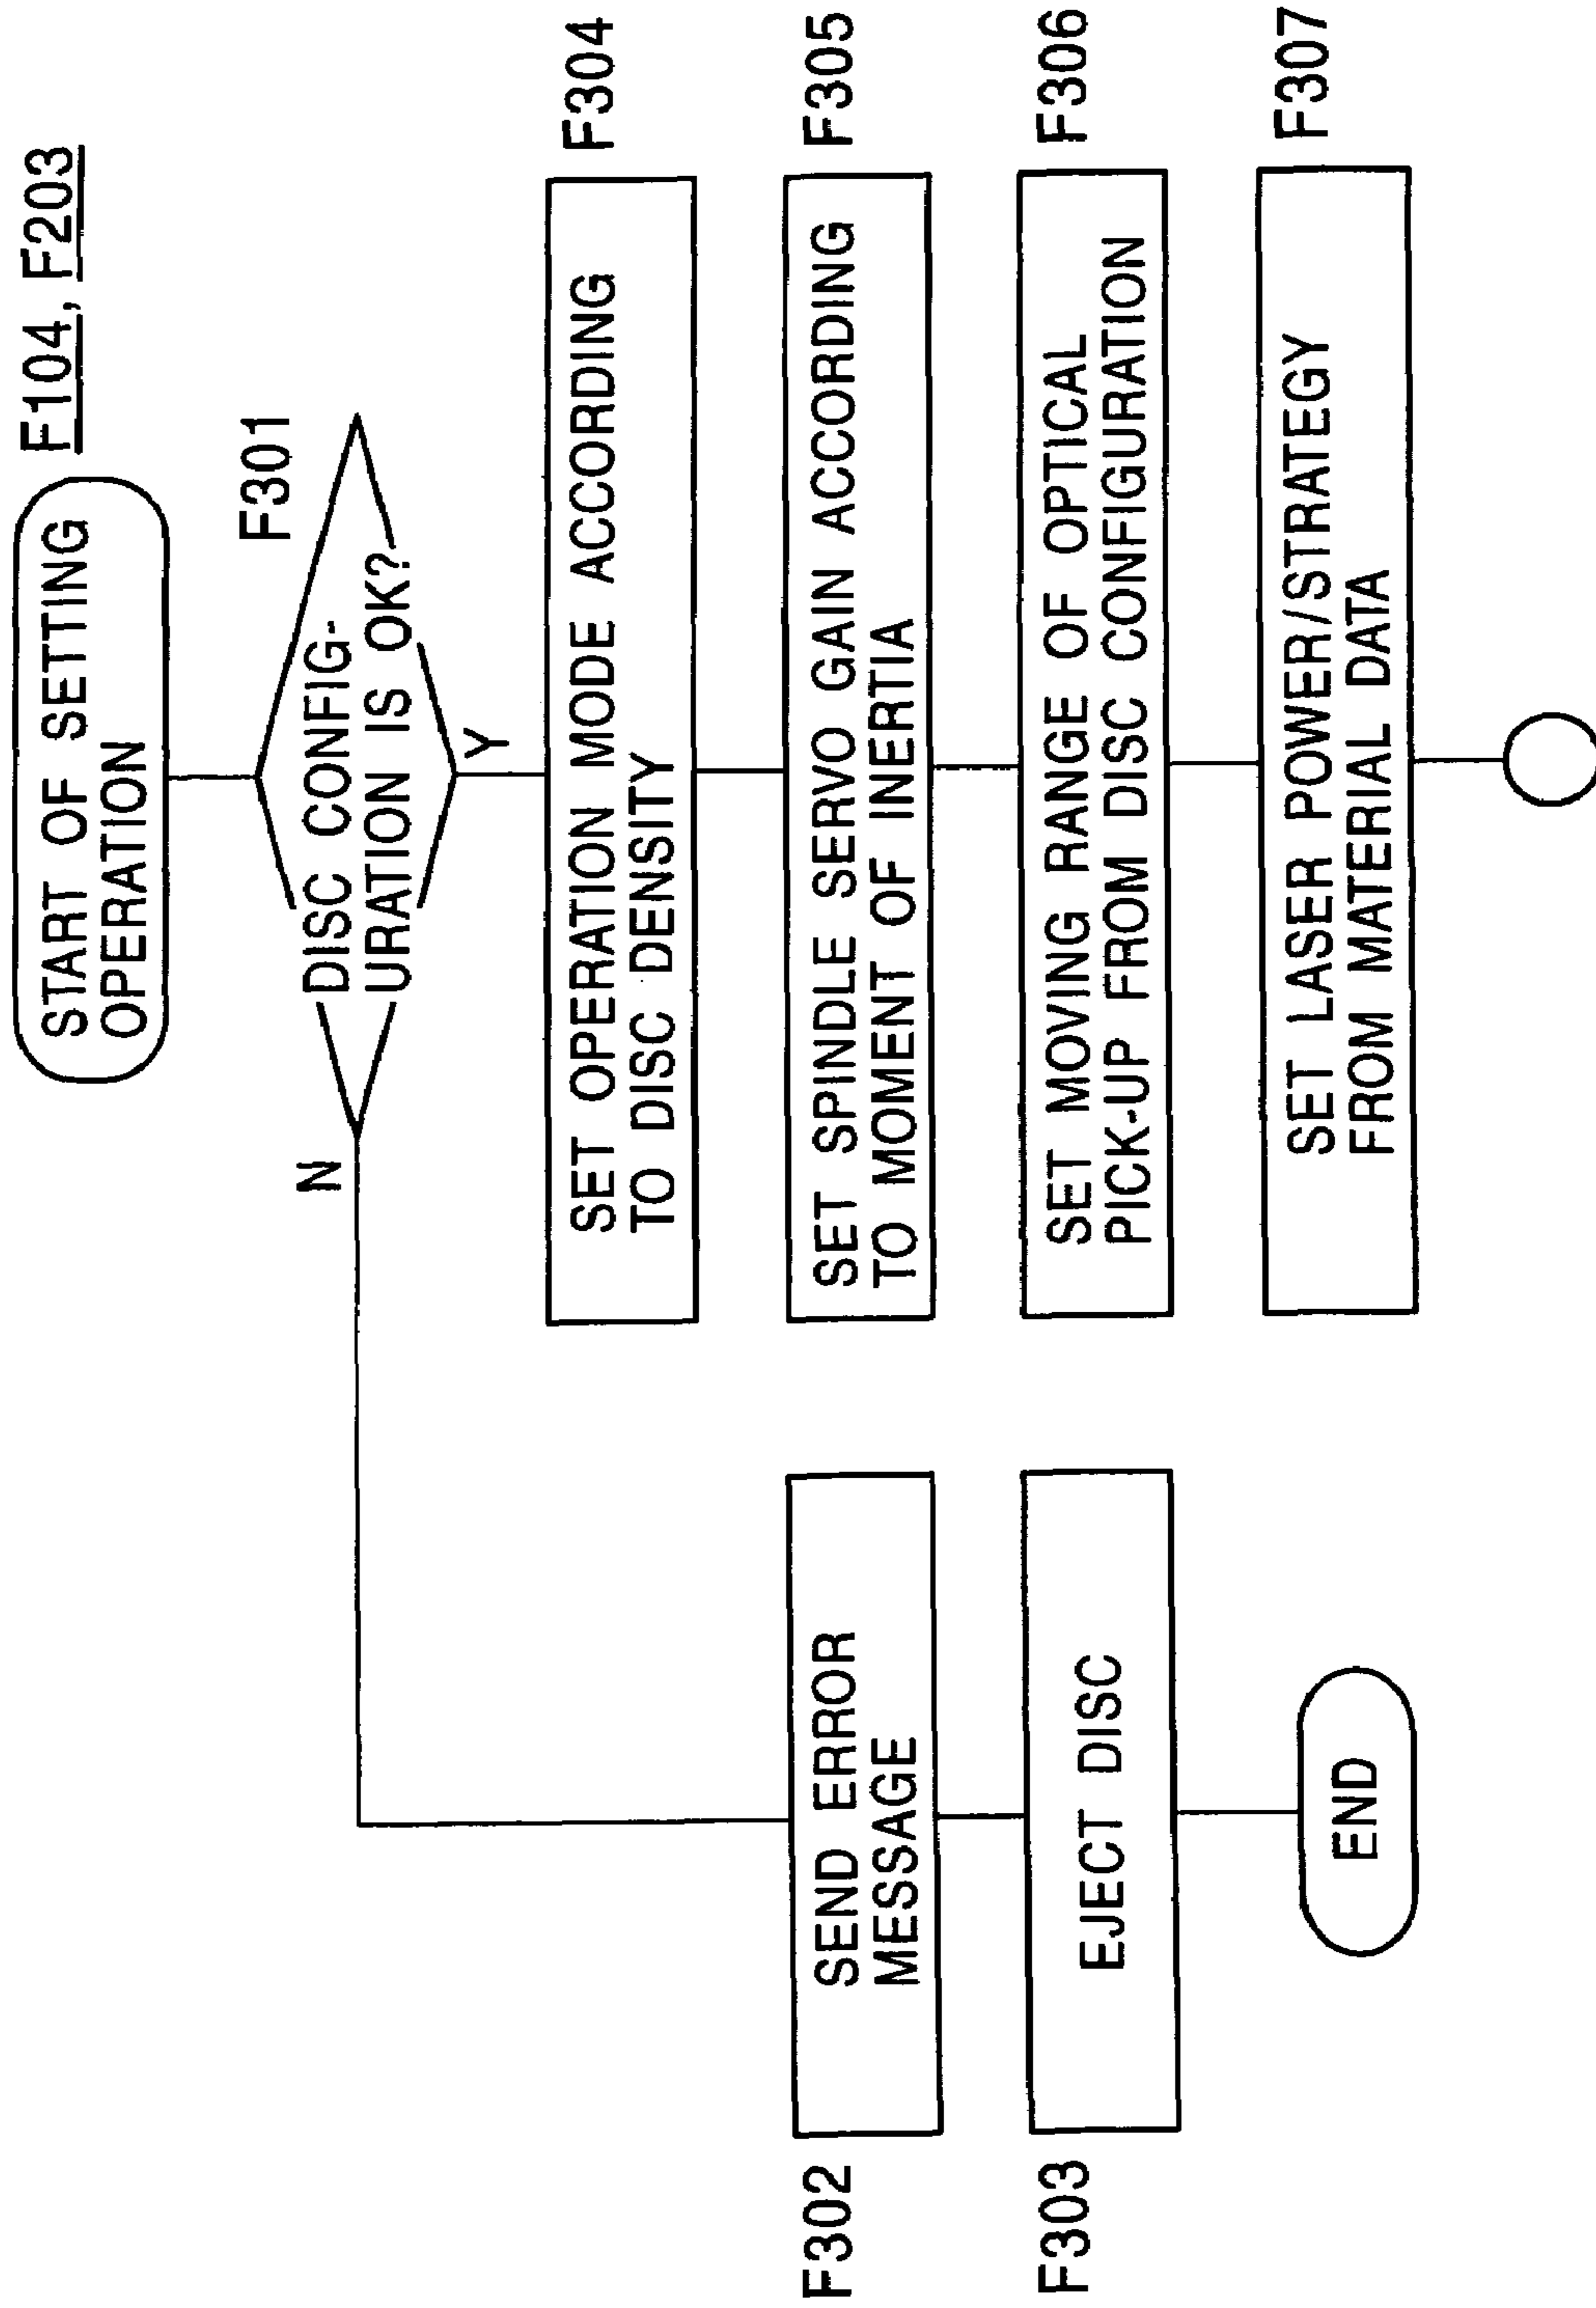 START OF SETTING
OPERATION
F104, F203
F301
DISC CONFIG-
URATION IS OK?
N
Y
SET OPERATION MODE ACCORDING
TO DISC DENSITY
F304
SET SPINDLE SERVO GAIN ACCORDING
TO MOMENT OF INERTIA
F305
SET MOVING RANGE OF OPTICAL
PICK-UP FROM DISC CONFIGURATION
F306
SET LASER POWER/STRATEGY
FROM MATERIAL DATA
F307
F302
SEND ERROR
MESSAGE
F303
EJECT DISC
END